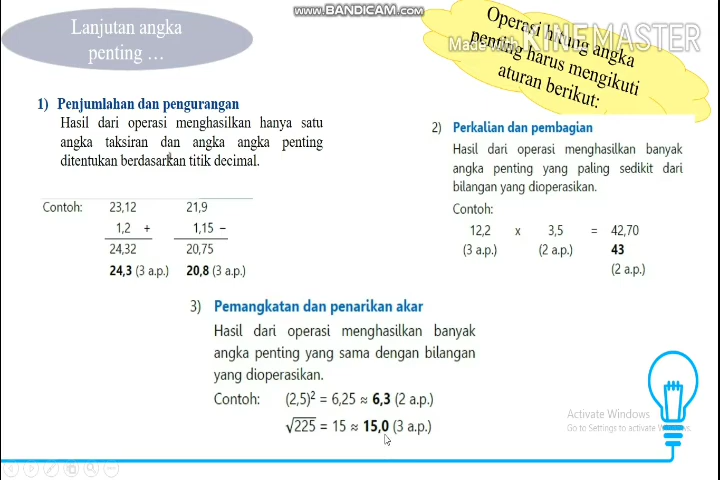 www.BANDICAM.com
Lanjutan angka
penting ...
Operasi hitung angka
penting harus mengikuti
aturan berikut:
Made with KINEMASTER
1) Penjumlahan dan pengurangan
Hasil dari operasi menghasilkan hanya satu
angka taksiran dan angka angka penting
ditentukan berdasarkan titik decimal.
Contoh: 23,12 21,9
1,2 + 1,15 –
24,32 20,75
24,3 (3 a.p.) 20,8 (3 a.p.)
2) Perkalian dan pembagian
Hasil dari operasi menghasilkan banyak
angka penting yang paling sedikit dari
bilangan yang dioperasikan.
Contoh:
12,2 x 3,5 = 42,70
(3 a.p.) (2 a.p.) 43
(2 a.p.)
3) Pemangkatan dan penarikan akar
Hasil dari operasi menghasilkan banyak
angka penting yang sama dengan bilangan
yang dioperasikan.
Contoh: (2,5)² = 6,25 ≈ 6,3 (2 a.p.)
√225 = 15 ≈ 15,0 (3 a.p.)
Activate Windows
Go to Settings to activate Windows.